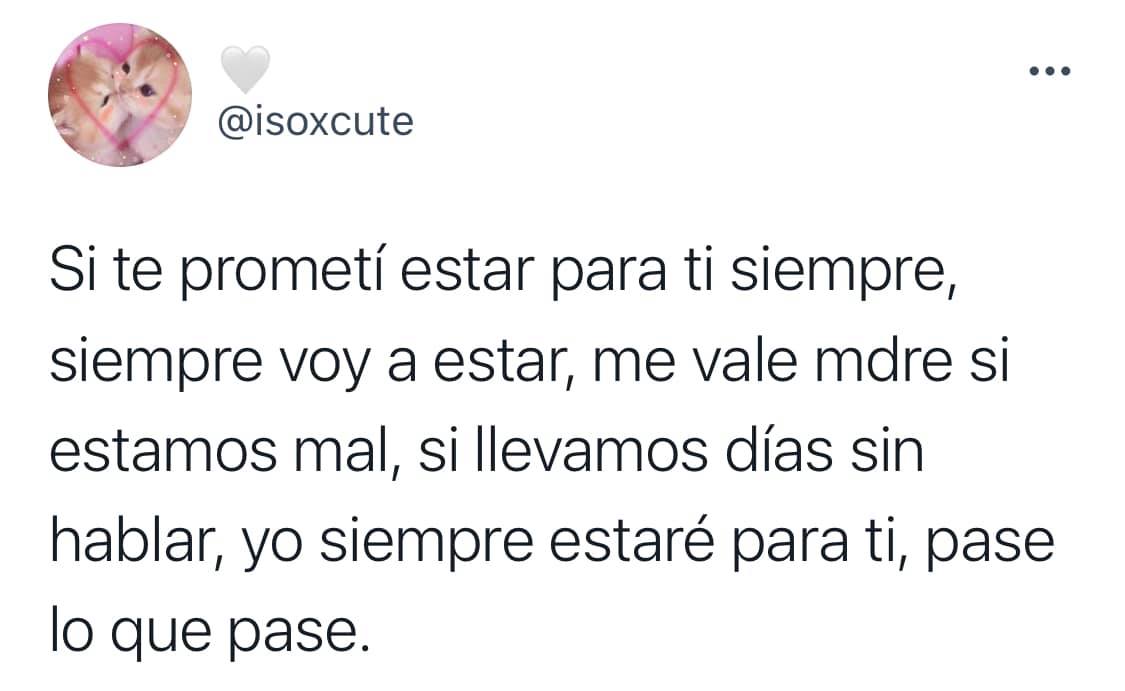 🤍
@isoxcute
Si te prometí estar para ti siempre,
siempre voy a estar, me vale mdre si
estamos mal, si llevamos días sin
hablar, yo siempre estaré para ti, pase
lo que pase.